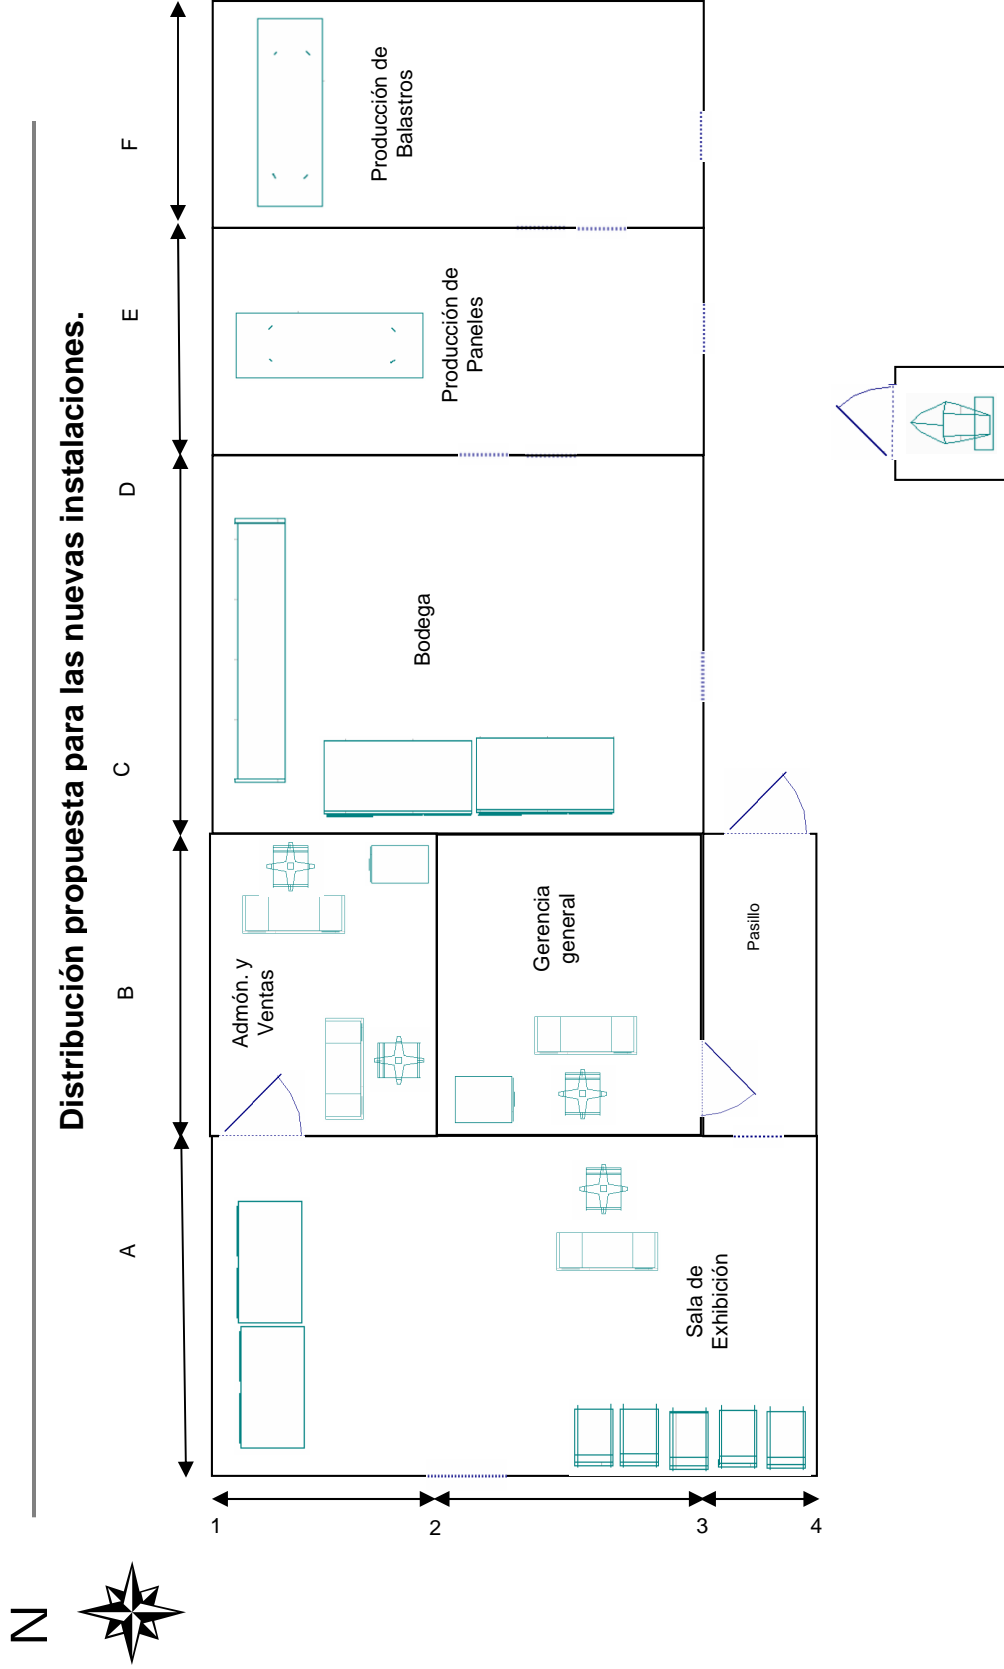 N
Distribución propuesta para las nuevas instalaciones.
A
B
C
D
E
F
1
2
3
4
Admón. y
Ventas
Gerencia
general
Pasillo
Sala de
Exhibición
Bodega
Producción de
Paneles
Producción de
Balastros